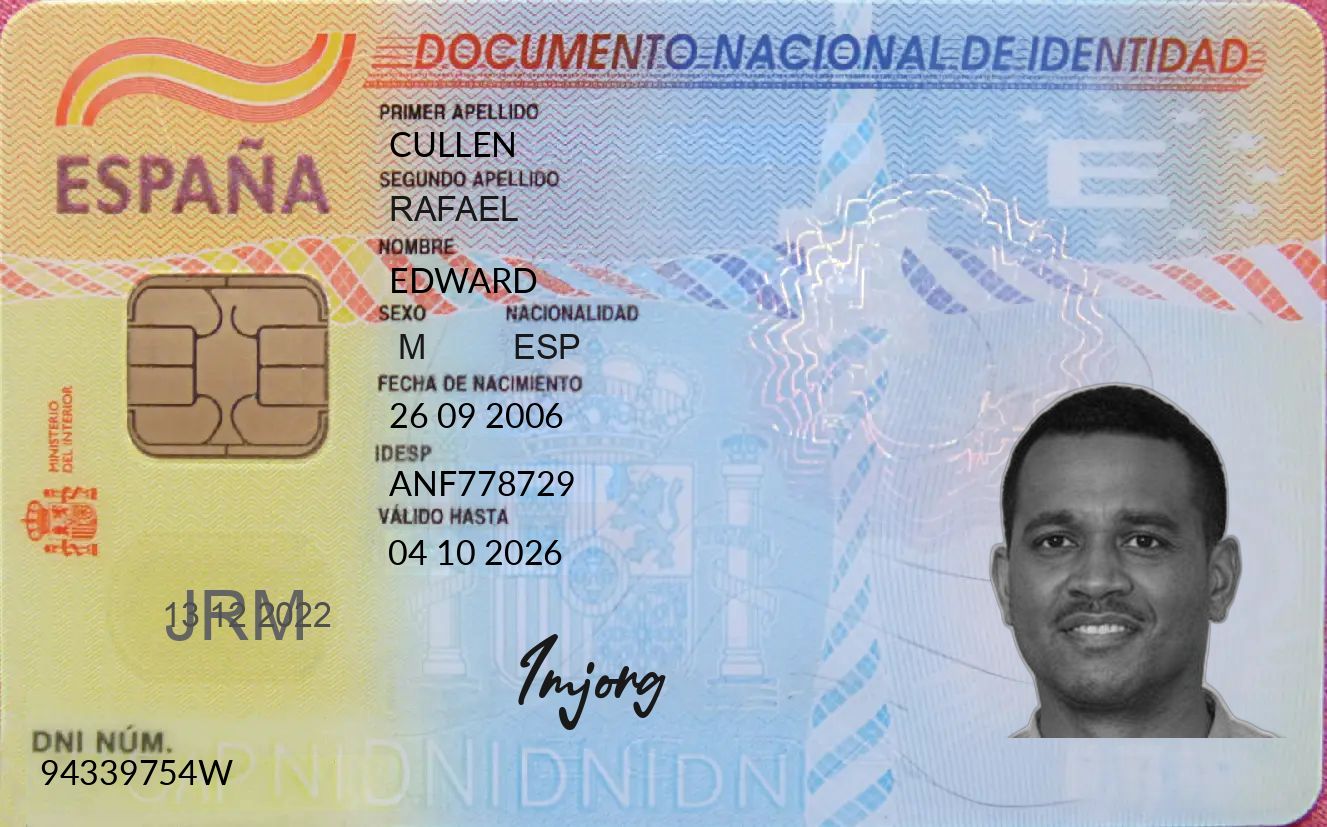 DOCUMENTO NACIONAL DE IDENTIDAD
ESPAÑA
PRIMER APELLIDO
CULLEN
SEGUNDO APELLIDO
RAFAEL
NOMBRE
EDWARD
SEXO NACIONALIDAD
M ESP
FECHA DE NACIMIENTO
26 09 2006
IDESP
ANF778729
VÁLIDO HASTA
04 10 2026
MINISTERIO
DEL INTERIOR
E
13 12 2022
JRM
Imjong
DNI NÚM.
94339754W
DNIDNIDNIDNI